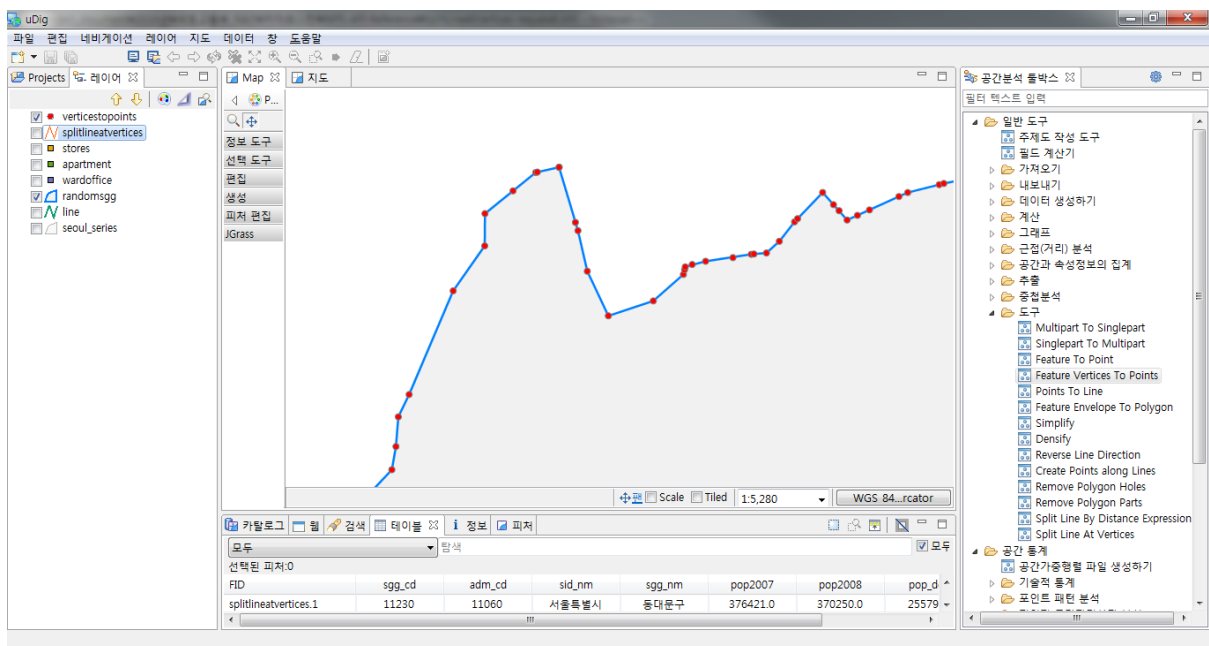 uDig
파일 편집 네비게이션 레이어 지도 데이터 창 도움말
Projects 레이어
verticestopoints
splitlineatvertices
stores
apartment
wardoffice
randomsgg
line
seoul_series
Map 지도
P...
정보 도구
선택 도구
편집
생성
피처 편집
JGrass
팬 Scale Tiled 1:5,280 WGS 84...rcator
카탈로그 웹 검색 테이블 정보 피처
모두 탐색 모두
선택된 피처:0
FID sgg_cd adm_cd sid_nm sgg_nm pop2007 pop2008 pop_d
splitlineatvertices.1 11230 11060 서울특별시 동대문구 376421.0 370250.0 25579
공간분석 툴박스
필터 텍스트 입력
일반 도구
주제도 작성 도구
필드 계산기
가져오기
내보내기
데이터 생성하기
계산
그래프
근접(거리) 분석
공간과 속성정보의 집계
추출
중첩분석
도구
Multipart To Singlepart
Singlepart To Multipart
Feature To Point
Feature Vertices To Points
Points To Line
Feature Envelope To Polygon
Simplify
Densify
Reverse Line Direction
Create Points along Lines
Remove Polygon Holes
Remove Polygon Parts
Split Line By Distance Expression
Split Line At Vertices
공간 통계
공간가중행렬 파일 생성하기
기술적 통계
포인트 패턴 분석